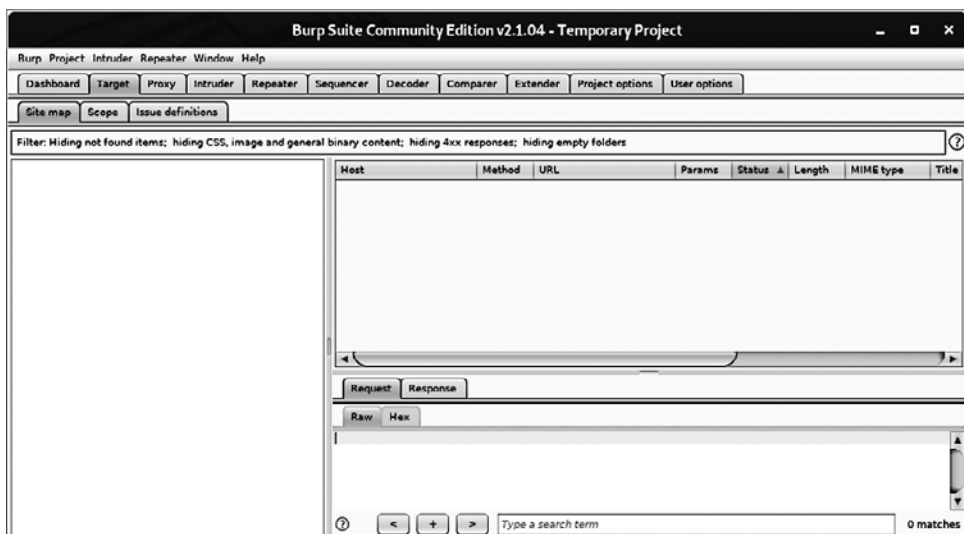 Burp Suite Community Edition v2.1.04 - Temporary Project
Burp Project Intruder Repeater Window Help
Dashboard Target Proxy Intruder Repeater Sequencer Decoder Comparer Extender Project options User options
Site map Scope Issue definitions
Filter: Hiding not found items; hiding CSS, image and general binary content; hiding 4xx responses; hiding empty folders
?
Host Method URL Params Status Length MIME type Title
Request Response
Raw Hex
? < + > Type a search term 0 matches